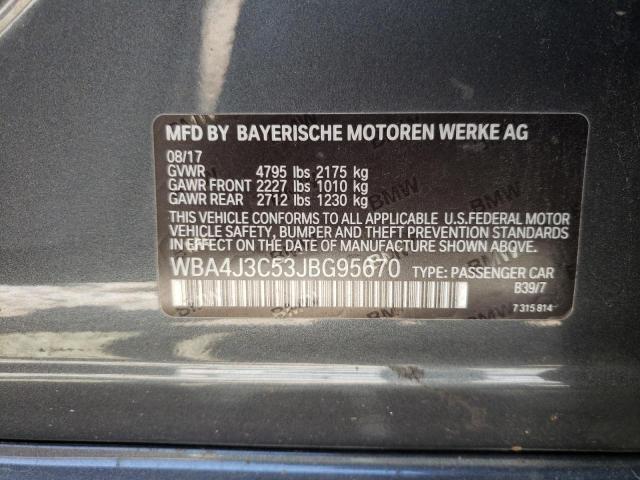 MFD BY BAYERISCHE MOTOREN WERKE AG
08/17
GVWR 4795 lbs 2175 kg
GAWR FRONT 2227 lbs 1010 kg
GAWR REAR 2712 lbs 1230 kg
THIS VEHICLE CONFORMS TO ALL APPLICABLE U.S.FEDERAL MOTOR
VEHICLE SAFETY, BUMPER AND THEFT PREVENTION STANDARDS
IN EFFECT ON THE DATE OF MANUFACTURE SHOWN ABOVE.
WBA4J3C53JBG95670 TYPE: PASSENGER CAR
B39/7
7 315 814